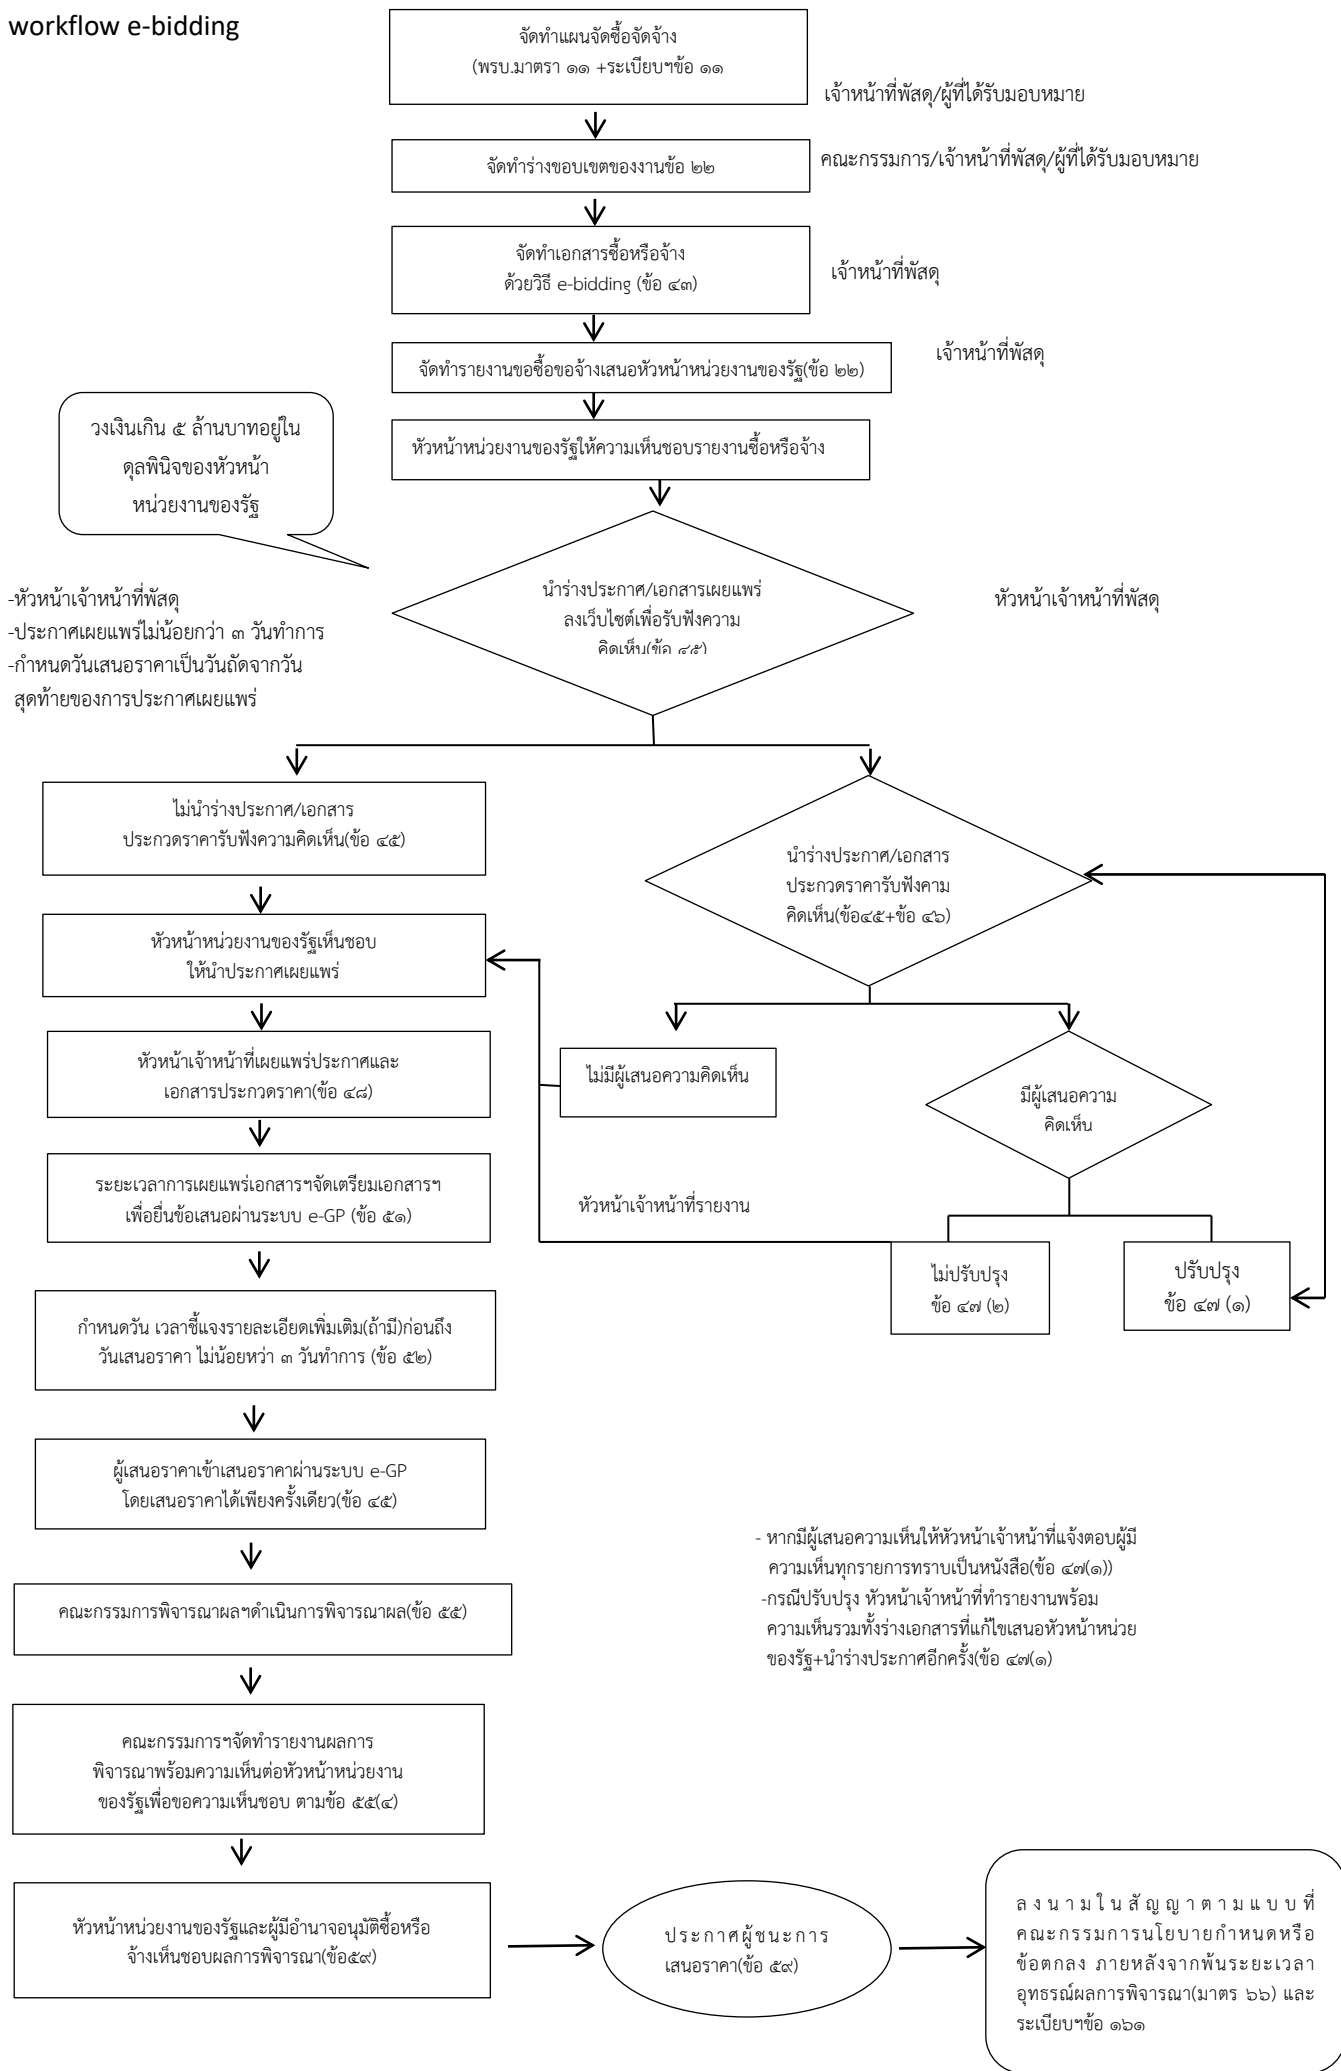 workflow e-bidding
จัดทำแผนจัดซื้อจัดจ้าง
(พรบ.มาตรา ๑๑ +ระเบียบฯข้อ ๑๑
เจ้าหน้าที่พัสดุ/ผู้ที่ได้รับมอบหมาย
จัดทำร่างขอบเขตของงานข้อ ๒๒
คณะกรรมการ/เจ้าหน้าที่พัสดุ/ผู้ที่ได้รับมอบหมาย
จัดทำเอกสารซื้อหรือจ้าง
ด้วยวิธี e-bidding (ข้อ ๔๓)
เจ้าหน้าที่พัสดุ
จัดทำรายงานขอซื้อขอจ้างเสนอหัวหน้าหน่วยงานของรัฐ(ข้อ ๒๒)
เจ้าหน้าที่พัสดุ
หัวหน้าหน่วยงานของรัฐให้ความเห็นชอบรายงานซื้อหรือจ้าง
วงเงินเกิน ๕ ล้านบาทอยู่ใน
ดุลพินิจของหัวหน้า
หน่วยงานของรัฐ
นำร่างประกาศ/เอกสารเผยแพร่
ลงเว็บไซต์เพื่อรับฟังความ
คิดเห็น(ข้อ ๔๕)
หัวหน้าเจ้าหน้าที่พัสดุ
-หัวหน้าเจ้าหน้าที่พัสดุ
-ประกาศเผยแพร่ไม่น้อยกว่า ๓ วันทำการ
-กำหนดวันเสนอราคาเป็นวันถัดจากวัน
สุดท้ายของการประกาศเผยแพร่
ไม่นำร่างประกาศ/เอกสาร
ประกวดราคารับฟังความคิดเห็น(ข้อ ๔๕)
นำร่างประกาศ/เอกสาร
ประกวดราคารับฟังคาม
คิดเห็น(ข้อ๔๕+ข้อ ๔๖)
หัวหน้าหน่วยงานของรัฐเห็นชอบ
ให้นำประกาศเผยแพร่
หัวหน้าเจ้าหน้าที่เผยแพร่ประกาศและ
เอกสารประกวดราคา(ข้อ ๔๘)
ไม่มีผู้เสนอความคิดเห็น
มีผู้เสนอความ
คิดเห็น
ระยะเวลาการเผยแพร่เอกสารฯจัดเตรียมเอกสารฯ
เพื่อยื่นข้อเสนอผ่านระบบ e-GP (ข้อ ๕๑)
หัวหน้าเจ้าหน้าที่รายงาน
ไม่ปรับปรุง
ข้อ ๔๗ (๒)
ปรับปรุง
ข้อ ๔๗ (๑)
กำหนดวัน เวลาชี้แจงรายละเอียดเพิ่มเติม(ถ้ามี)ก่อนถึง
วันเสนอราคา ไม่น้อยหว่า ๓ วันทำการ (ข้อ ๕๒)
ผู้เสนอราคาเข้าเสนอราคาผ่านระบบ e-GP
โดยเสนอราคาได้เพียงครั้งเดียว(ข้อ ๔๕)
- หากมีผู้เสนอความเห็นให้หัวหน้าเจ้าหน้าที่แจ้งตอบผู้มี
ความเห็นทุกรายการทราบเป็นหนังสือ(ข้อ ๔๗(๑))
-กรณีปรับปรุง หัวหน้าเจ้าหน้าที่ทำรายงานพร้อม
ความเห็นรวมทั้งร่างเอกสารที่แก้ไขเสนอหัวหน้าหน่วย
ของรัฐ+นำร่างประกาศอีกครั้ง(ข้อ ๔๗(๑)
คณะกรรมการพิจารณาผลฯดำเนินการพิจารณาผล(ข้อ ๕๕)
คณะกรรมการฯจัดทำรายงานผลการ
พิจารณาพร้อมความเห็นต่อหัวหน้าหน่วยงาน
ของรัฐเพื่อขอความเห็นชอบ ตามข้อ ๕๕(๔)
หัวหน้าหน่วยงานของรัฐและผู้มีอำนาจอนุมัติซื้อหรือ
จ้างเห็นชอบผลการพิจารณา(ข้อ๕๙)
ประกาศผู้ชนะการ
เสนอราคา(ข้อ ๕๙)
ลงนามในสัญญาตามแบบที่
คณะกรรมการนโยบายกำหนดหรือ
ข้อตกลง ภายหลังจากพ้นระยะเวลา
อุทธรณ์ผลการพิจารณา(มาตร ๖๖) และ
ระเบียบฯข้อ ๑๖๑